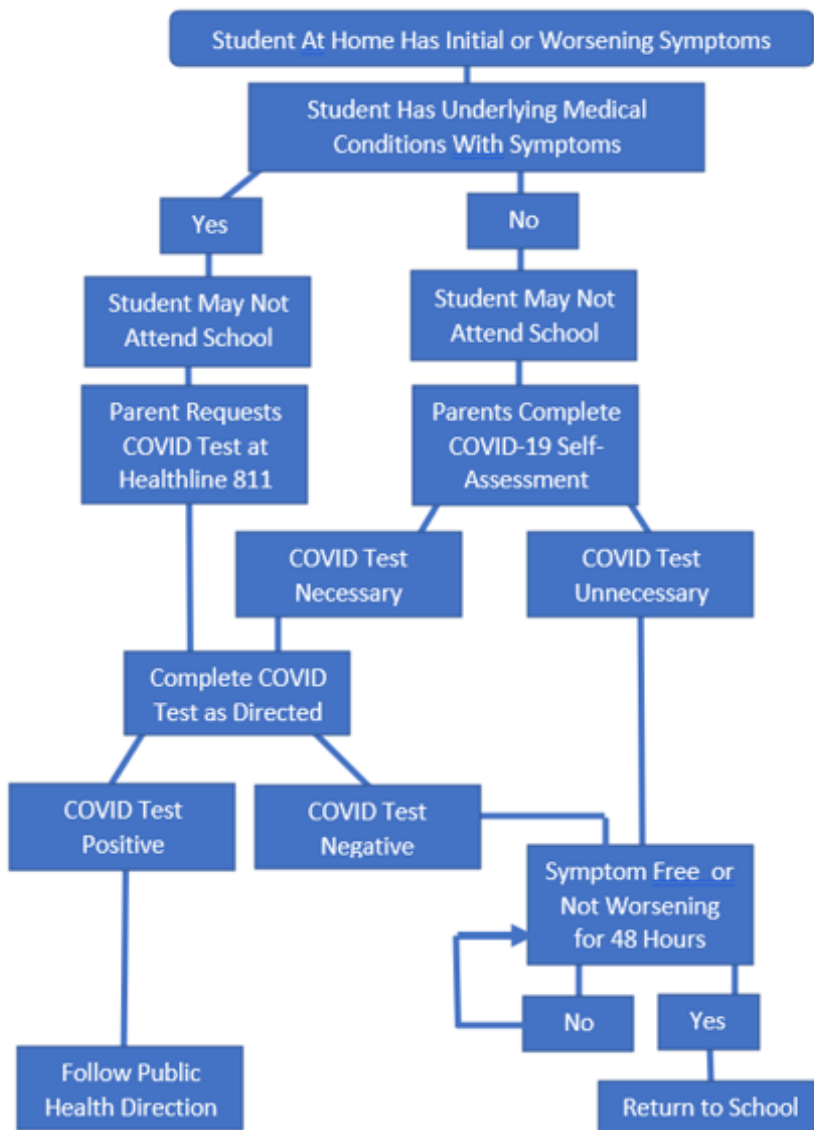 Student At Home Has Initial or Worsening Symptoms
Student Has Underlying Medical
Conditions With Symptoms
Yes
No
Student May Not
Attend School
Student May Not
Attend School
Parent Requests
COVID Test at
Healthline 811
Parents Complete
COVID-19 Self-
Assessment
COVID Test
Necessary
COVID Test
Unnecessary
Complete COVID
Test as Directed
COVID Test
Positive
COVID Test
Negative
Symptom Free or
Not Worsening
for 48 Hours
No
Yes
Follow Public
Health Direction
Return to School